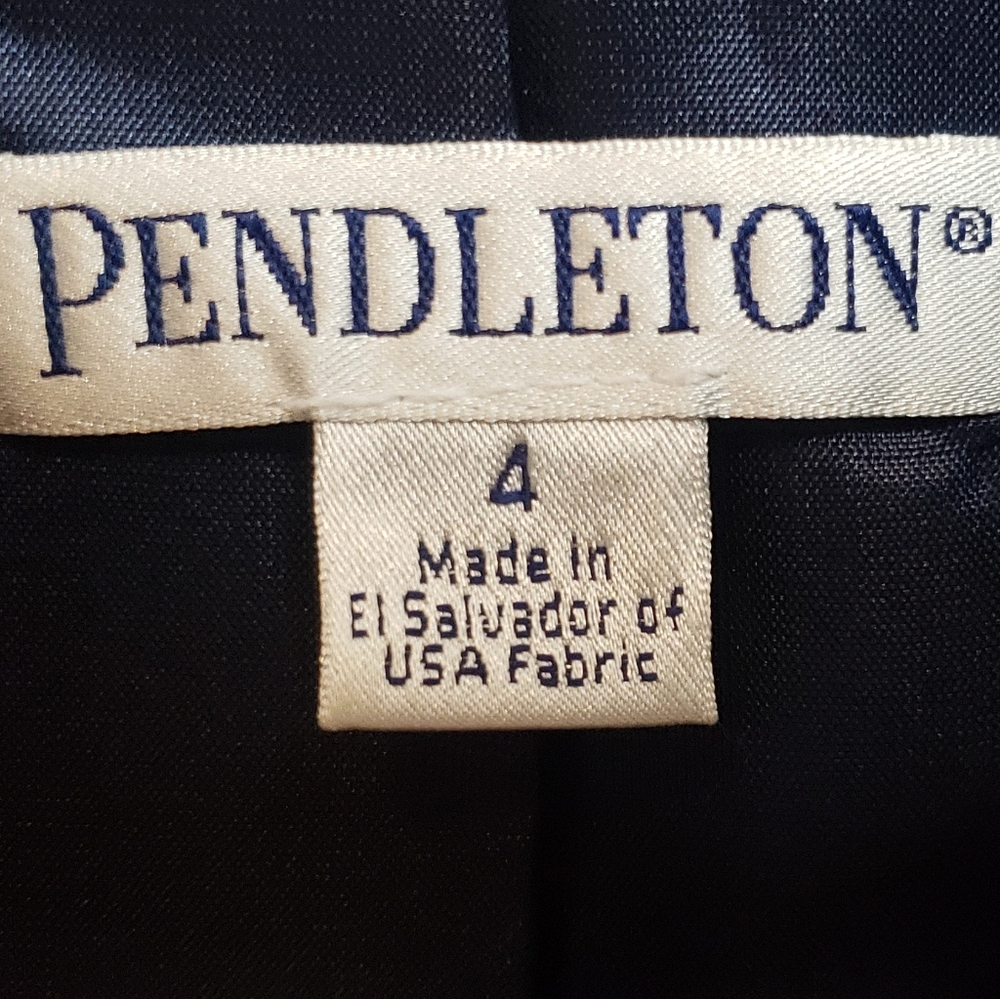 PENDLETON®
4
Made in
El Salvador of
USA Fabric